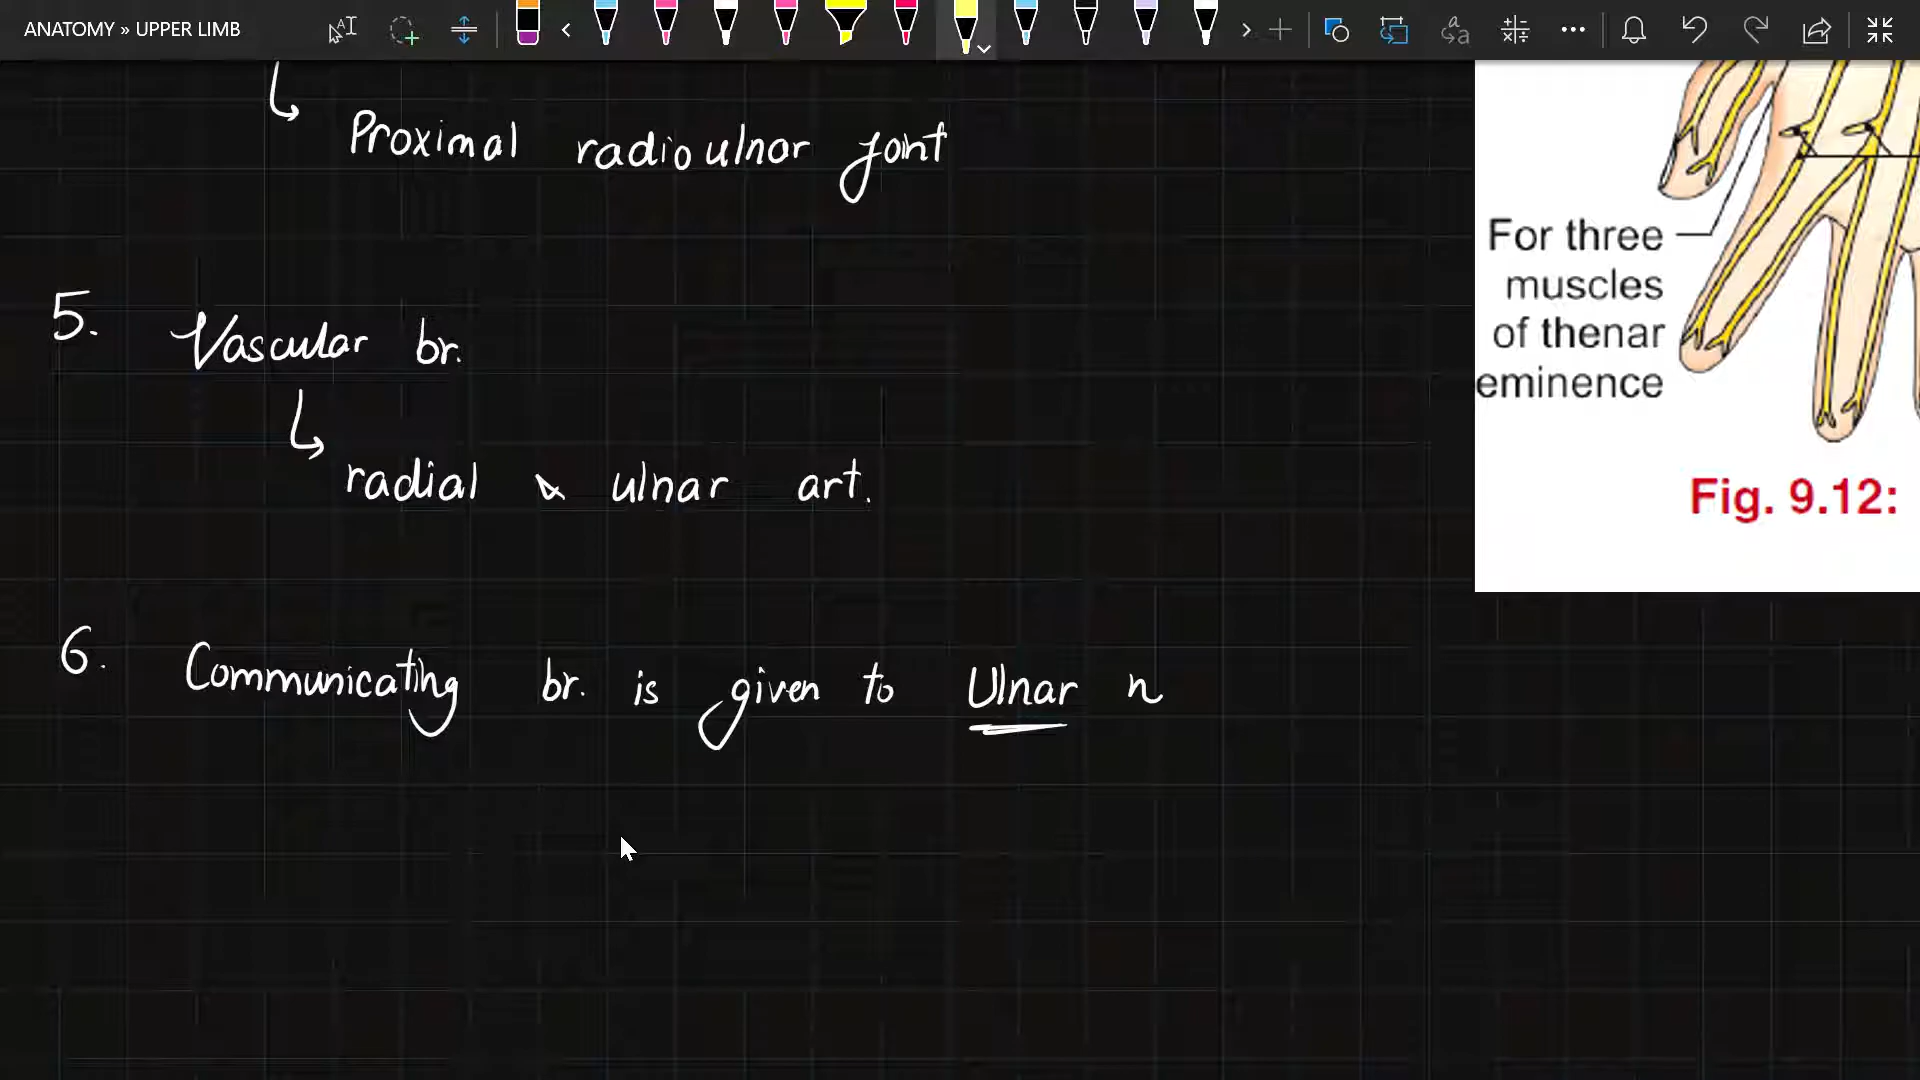 ANATOMY » UPPER LIMB
Proximal radioulnar joint
5. Vascular br.
radial & ulnar art.
6. Communicating br. is given to Ulnar n
For three
muscles
of thenar
eminence
Fig. 9.12: